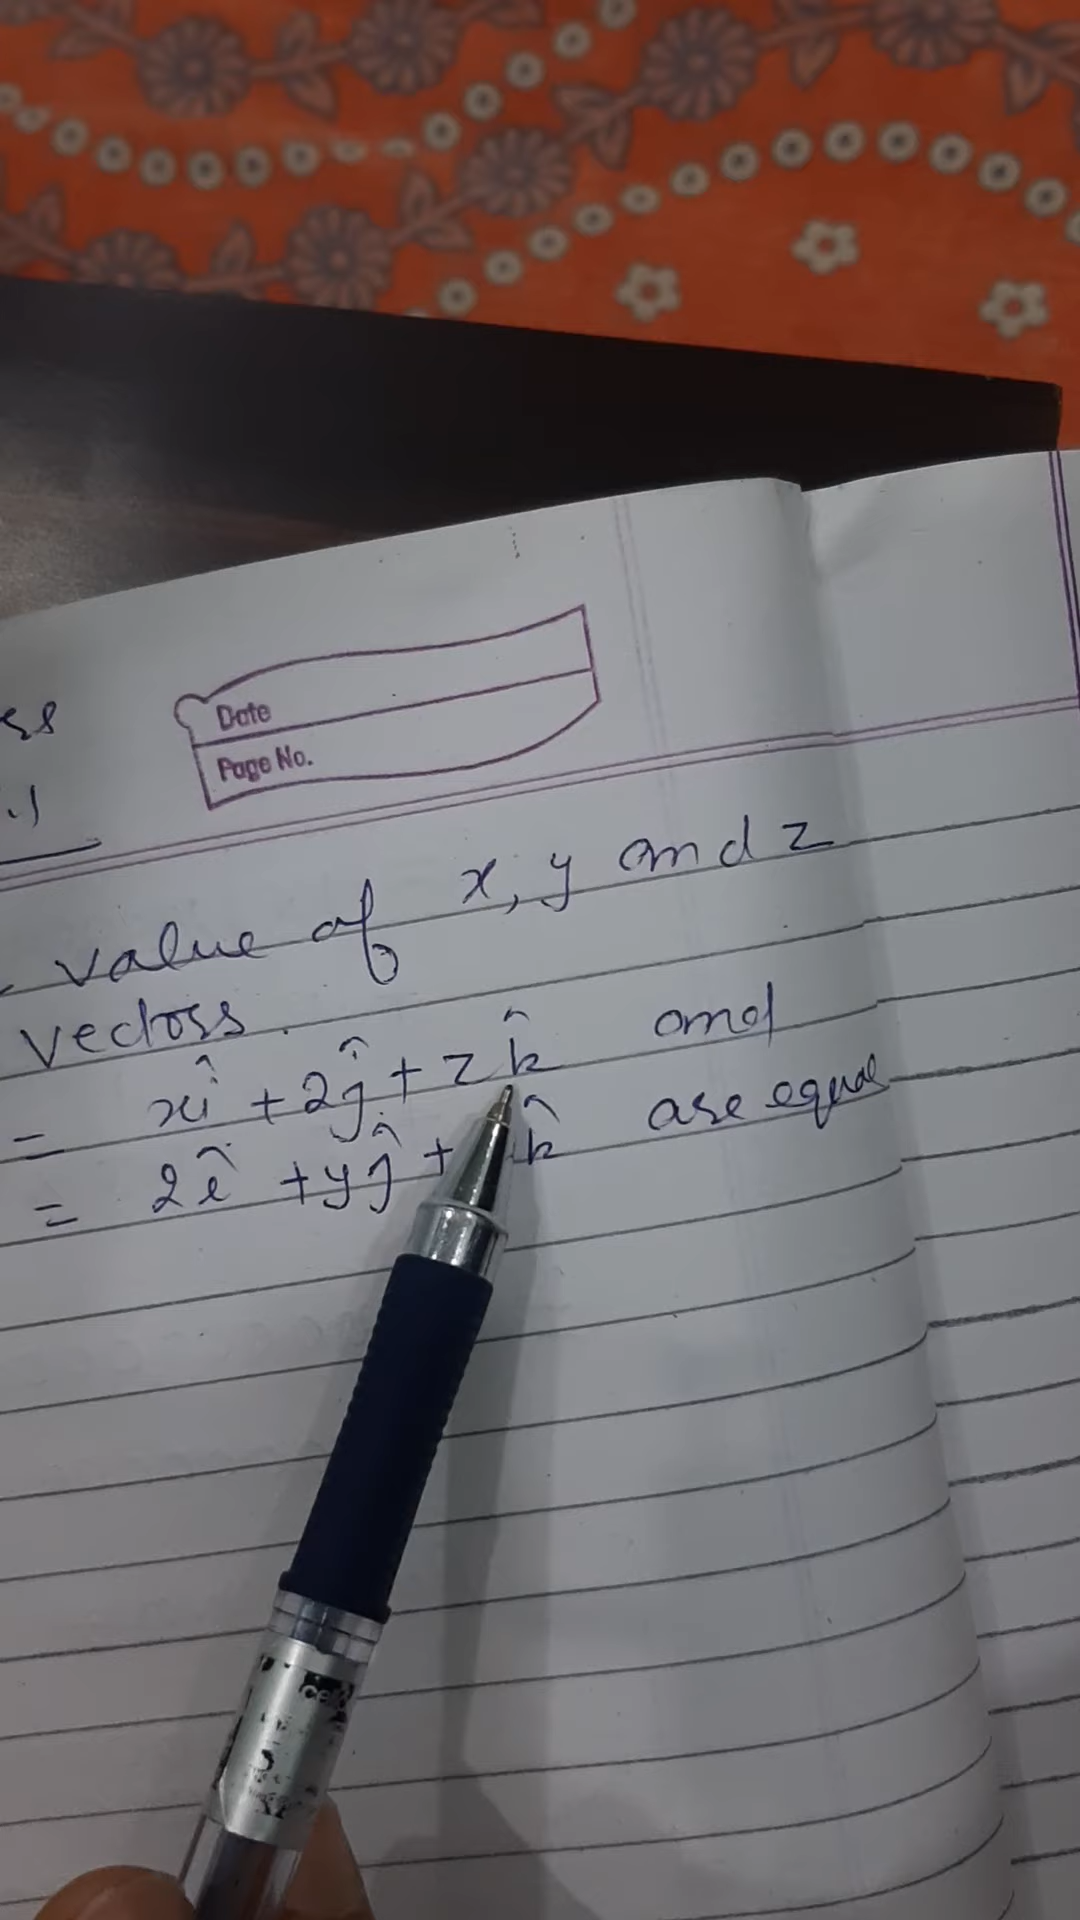 Date
Page No.
value of x, y and z
vectors.
= xî + 2ĵ + zk̂ and
= 2î + yĵ + k̂ are equal